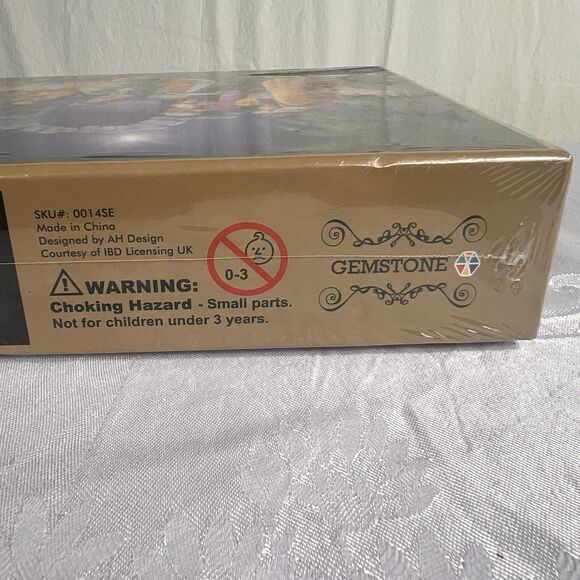 SKU#: 0014SE
Made in China
Designed by AH Design
Courtesy of IBD Licensing UK
0-3
WARNING:
Choking Hazard - Small parts.
Not for children under 3 years.
GEMSTONE